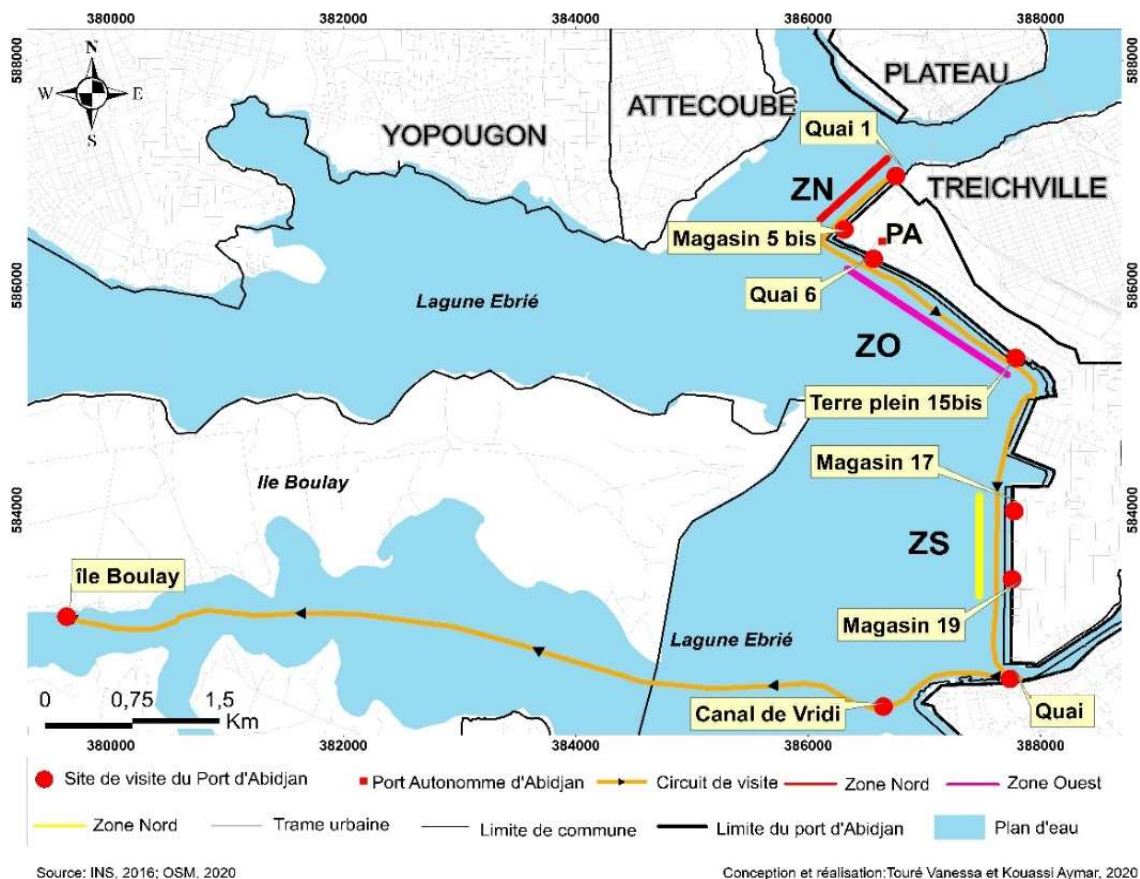 380000 382000 384000 386000 388000
588000 588000
N
W E
S
PLATEAU
ATTECOUBE
YOPOUGON
Quai 1
TREICHVILLE
ZN
Magasin 5 bis
PA
586000 586000
Quai 6
Lagune Ebrié
ZO
Terre plein 15bis
Magasin 17
Ile Boulay
584000 584000
ZS
île Boulay
Magasin 19
Lagune Ebrié
0 0,75 1,5
Km
Canal de Vridi
Quai
380000 382000 384000 386000 388000
Site de visite du Port d'Abidjan Port Autonomme d'Abidjan Circuit de visite Zone Nord Zone Ouest
Zone Nord Trame urbaine Limite de commune Limite du port d'Abidjan Plan d'eau
Source: INS, 2016; OSM, 2020 Conception et réalisation:Touré Vanessa et Kouassi Aymar, 2020